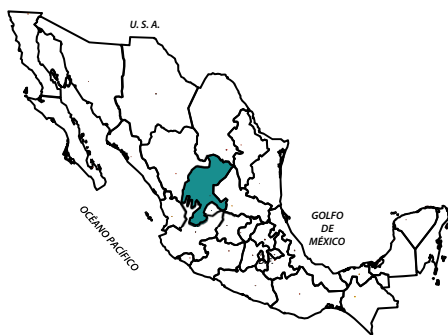 U. S. A.
OCÉANO PACÍFICO
GOLFO
DE
MÉXICO